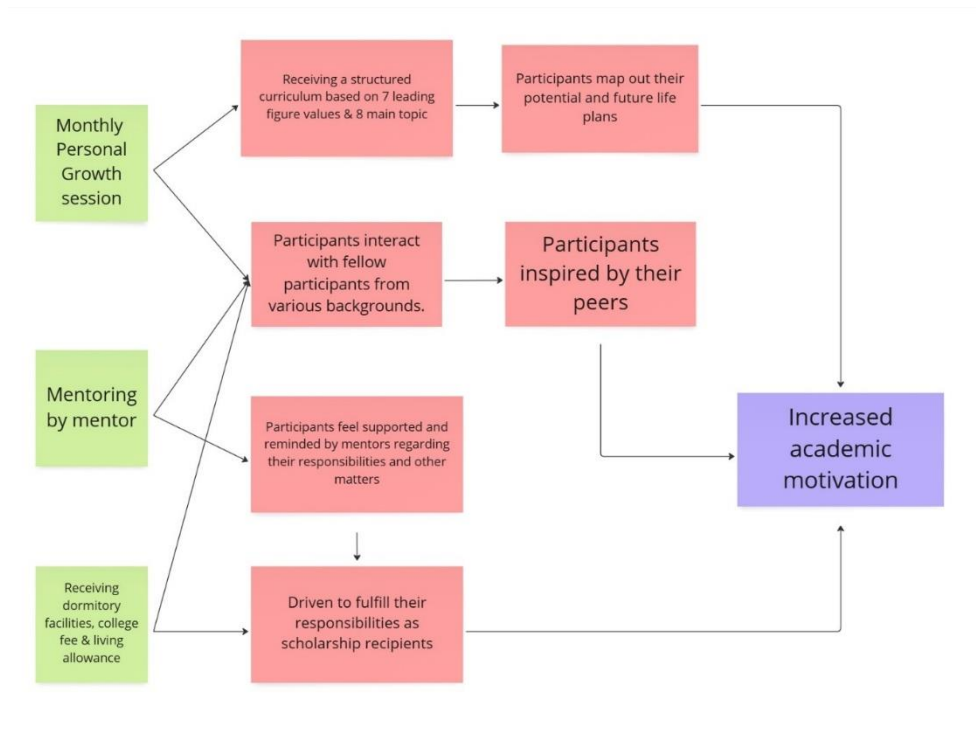 Monthly
Personal
Growth
session
Receiving a structured
curriculum based on 7 leading
figure values & 8 main topic
Participants map out their
potential and future life
plans
Participants interact
with fellow
participants from
various backgrounds.
Participants
inspired by their
peers
Mentoring
by mentor
Participants feel supported and
reminded by mentors regarding
their responsibilities and other
matters
Increased
academic
motivation
Receiving
dormitory
facilities, college
fee & living
allowance
Driven to fulfill their
responsibilities as
scholarship recipients